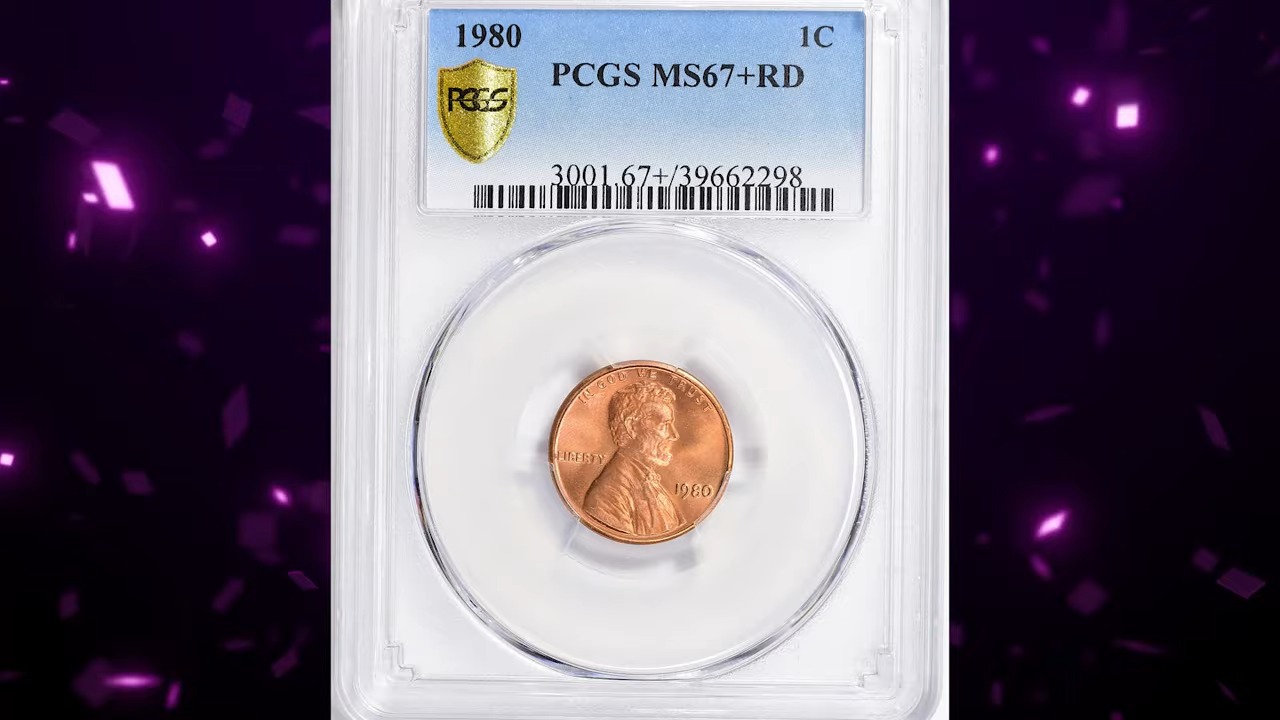 1980 1C
PCGS MS67+RD
PCGS
3001.67+/39662298
IN GOD WE TRUST
LIBERTY
1980